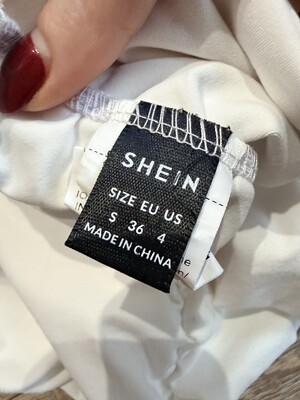 SHEIN
SIZE EU US
S 36 4
MADE IN CHINA